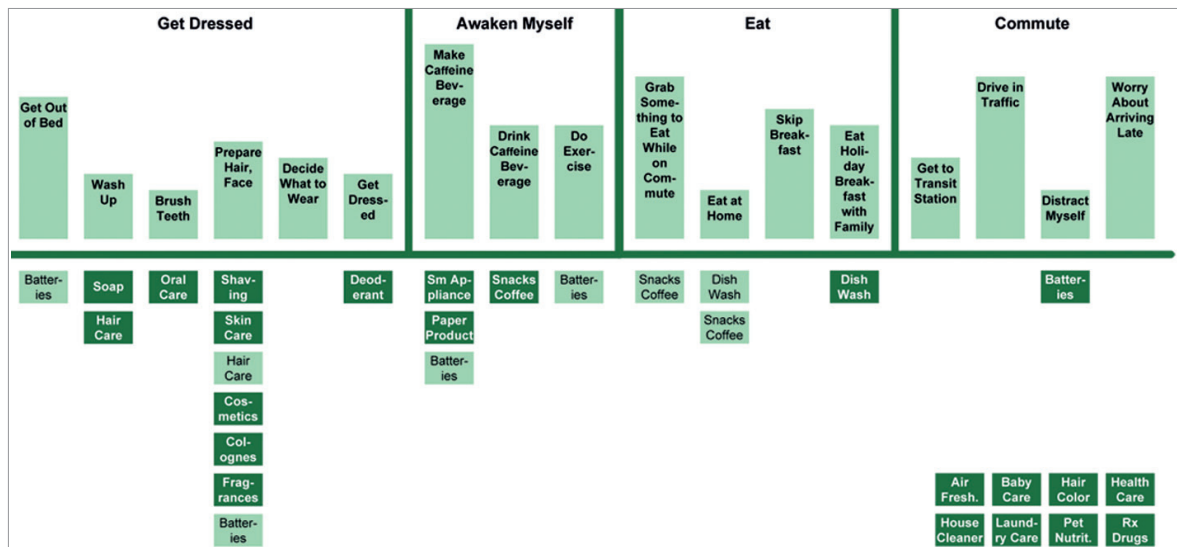 Get Dressed
Awaken Myself
Eat
Commute
Get Out
of Bed
Wash
Up
Brush
Teeth
Prepare
Hair,
Face
Decide
What to
Wear
Get
Dress-
ed
Make
Caffeine
Bev-
erage
Drink
Caffeine
Bev-
erage
Do
Exer-
cise
Grab
Some-
thing to
Eat
While
on
Com-
mute
Eat at
Home
Skip
Break-
fast
Eat
Holi-
day
Break-
fast
with
Family
Get to
Transit
Station
Drive in
Traffic
Distract
Myself
Worry
About
Arriving
Late
Batter-
ies
Soap
Hair
Care
Oral
Care
Shav-
ing
Skin
Care
Hair
Care
Cos-
metics
Col-
ognes
Frag-
rances
Batter-
ies
Deod-
erant
Sm Ap-
pliance
Paper
Product
Batter-
ies
Snacks
Coffee
Batter-
ies
Snacks
Coffee
Dish
Wash
Snacks
Coffee
Dish
Wash
Batter-
ies
Air
Fresh.
Baby
Care
Hair
Color
Health
Care
House
Cleaner
Laund-
ry Care
Pet
Nutrit.
Rx
Drugs